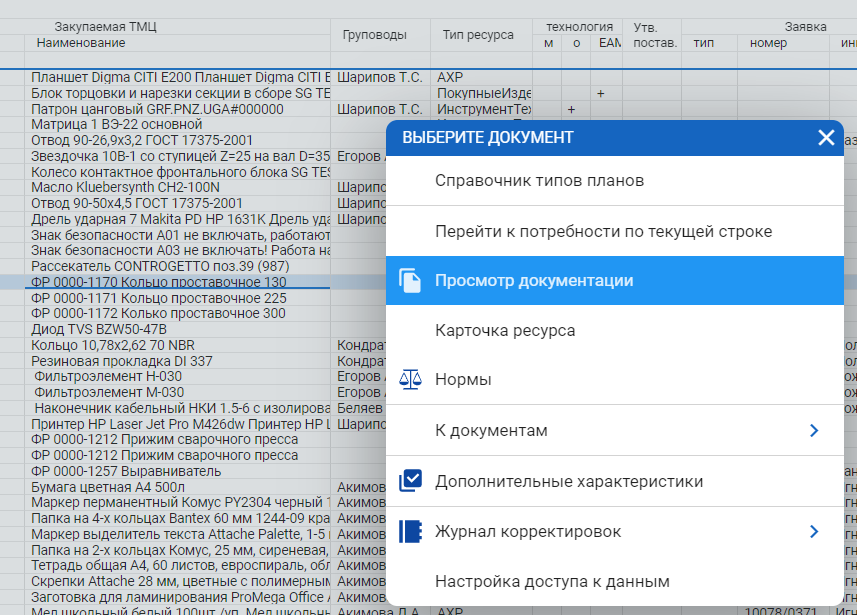 Закупаемая ТМЦ Груповоды Тип ресурса технология Утв. постав. Заявка
Наименование м о ЕАМ тип номер
Планшет Digma CITI E200 Планшет Digma CITI E Шарипов Т.С. АХР
Блок торцовки и нарезки секции в сборе SG TE ПокупныеИзде +
Патрон цанговый GRF.PNZ.UGA#000000 Шарипов Т.С. ИнструментТех +
Матрица 1 ВЭ-22 основной
Отвод 90-26,9х3,2 ГОСТ 17375-2001
Звездочка 10В-1 со ступицей Z=25 на вал D=35 Егоров
Колесо контактное фронтального блока SG TES
Масло Kluebersynth CH2-100N Шарипо
Отвод 90-50х4,5 ГОСТ 17375-2001 Шарипо
Дрель ударная 7 Makita PD HP 1631K Дрель уда Шарипо
Знак безопасности А01 не включать, работают
Знак безопасности А03 не включать! Работа на
Рассекатель CONTROGETTO поз.39 (987)
ФР 0000-1170 Кольцо проставочное 130
ФР 0000-1171 Кольцо проставочное 225
ФР 0000-1172 Колько проставочное 300
Диод TVS BZW50-47B
Кольцо 10,78х2,62 70 NBR Кондрат
Резиновая прокладка DI 337 Кондрат
Фильтроэлемент Н-030 Егоров
Фильтроэлемент М-030 Егоров
Наконечник кабельный НКИ 1.5-6 с изолирова Беляев
Принтер HP Laser Jet Pro M426dw Принтер HP L Шарипо
ФР 0000-1212 Прижим сварочного пресса
ФР 0000-1212 Прижим сварочного пресса
ФР 0000-1257 Выравниватель
Бумага цветная А4 500л Акимова
Маркер перманентный Комус PY2304 черный 1 Акимова
Папка на 4-х кольцах Bantex 60 мм 1244-09 кра Акимова
Маркер выделитель текста Attache Palette, 1-5 Акимова
Папка на 2-х кольцах Комус, 25 мм, сиреневая, Акимова
Тетрадь общая А4, 60 листов, евроспираль, обл Акимова
Скрепки Attache 28 мм, цветные с полимерным Акимова
Заготовка для ламинирования ProMega Office Акимова
Мел школьный белый 100шт./уп. Мел школьн Акимова Л.А. АХР 10078/0371
ВЫБЕРИТЕ ДОКУМЕНТ
Справочник типов планов
Перейти к потребности по текущей строке
Просмотр документации
Карточка ресурса
Нормы
К документам
Дополнительные характеристики
Журнал корректировок
Настройка доступа к данным